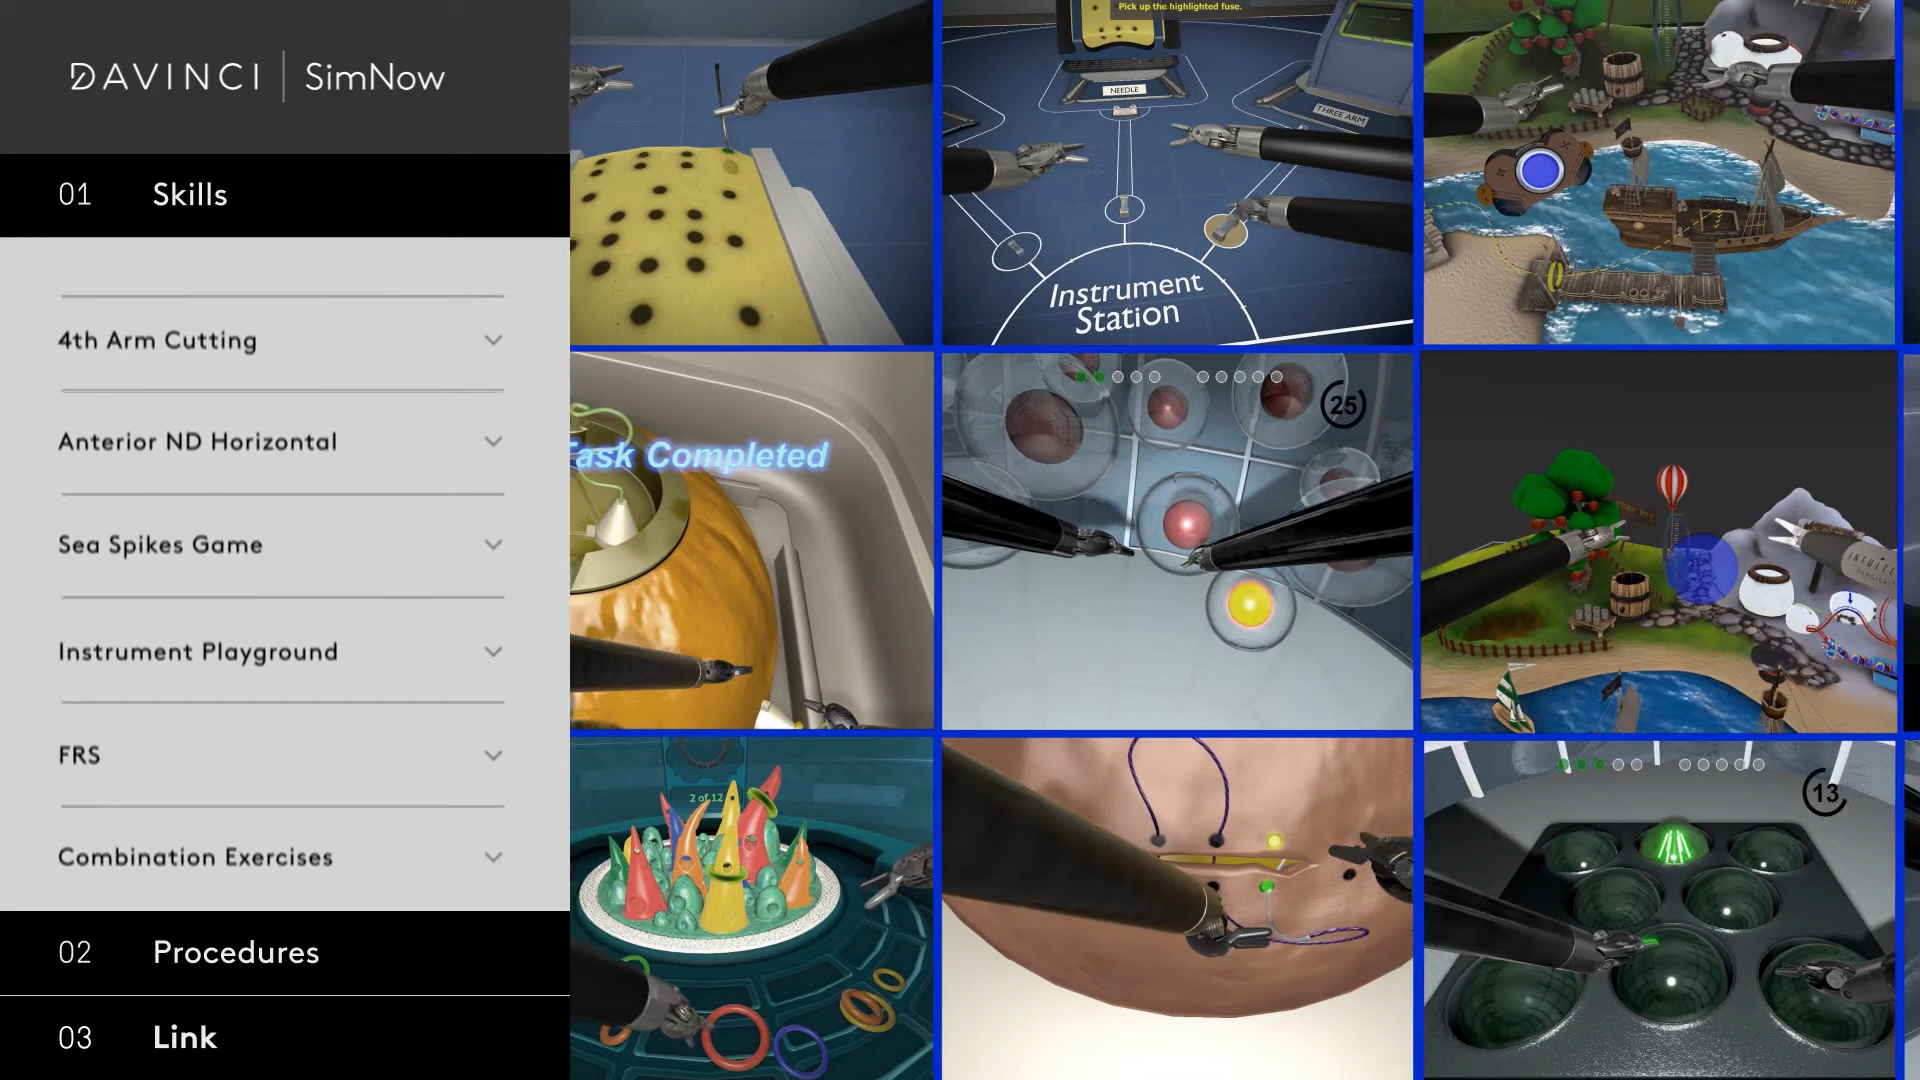 DAVINCI | SimNow
01 Skills
4th Arm Cutting
Anterior ND Horizontal
Sea Spikes Game
Instrument Playground
FRS
Combination Exercises
02 Procedures
03 Link
Pick up the highlighted fuse.
NEEDLE
THREE ARM
Instrument
Station
Task Completed
25
INTUITI
SURGICAL
2 of 12
13